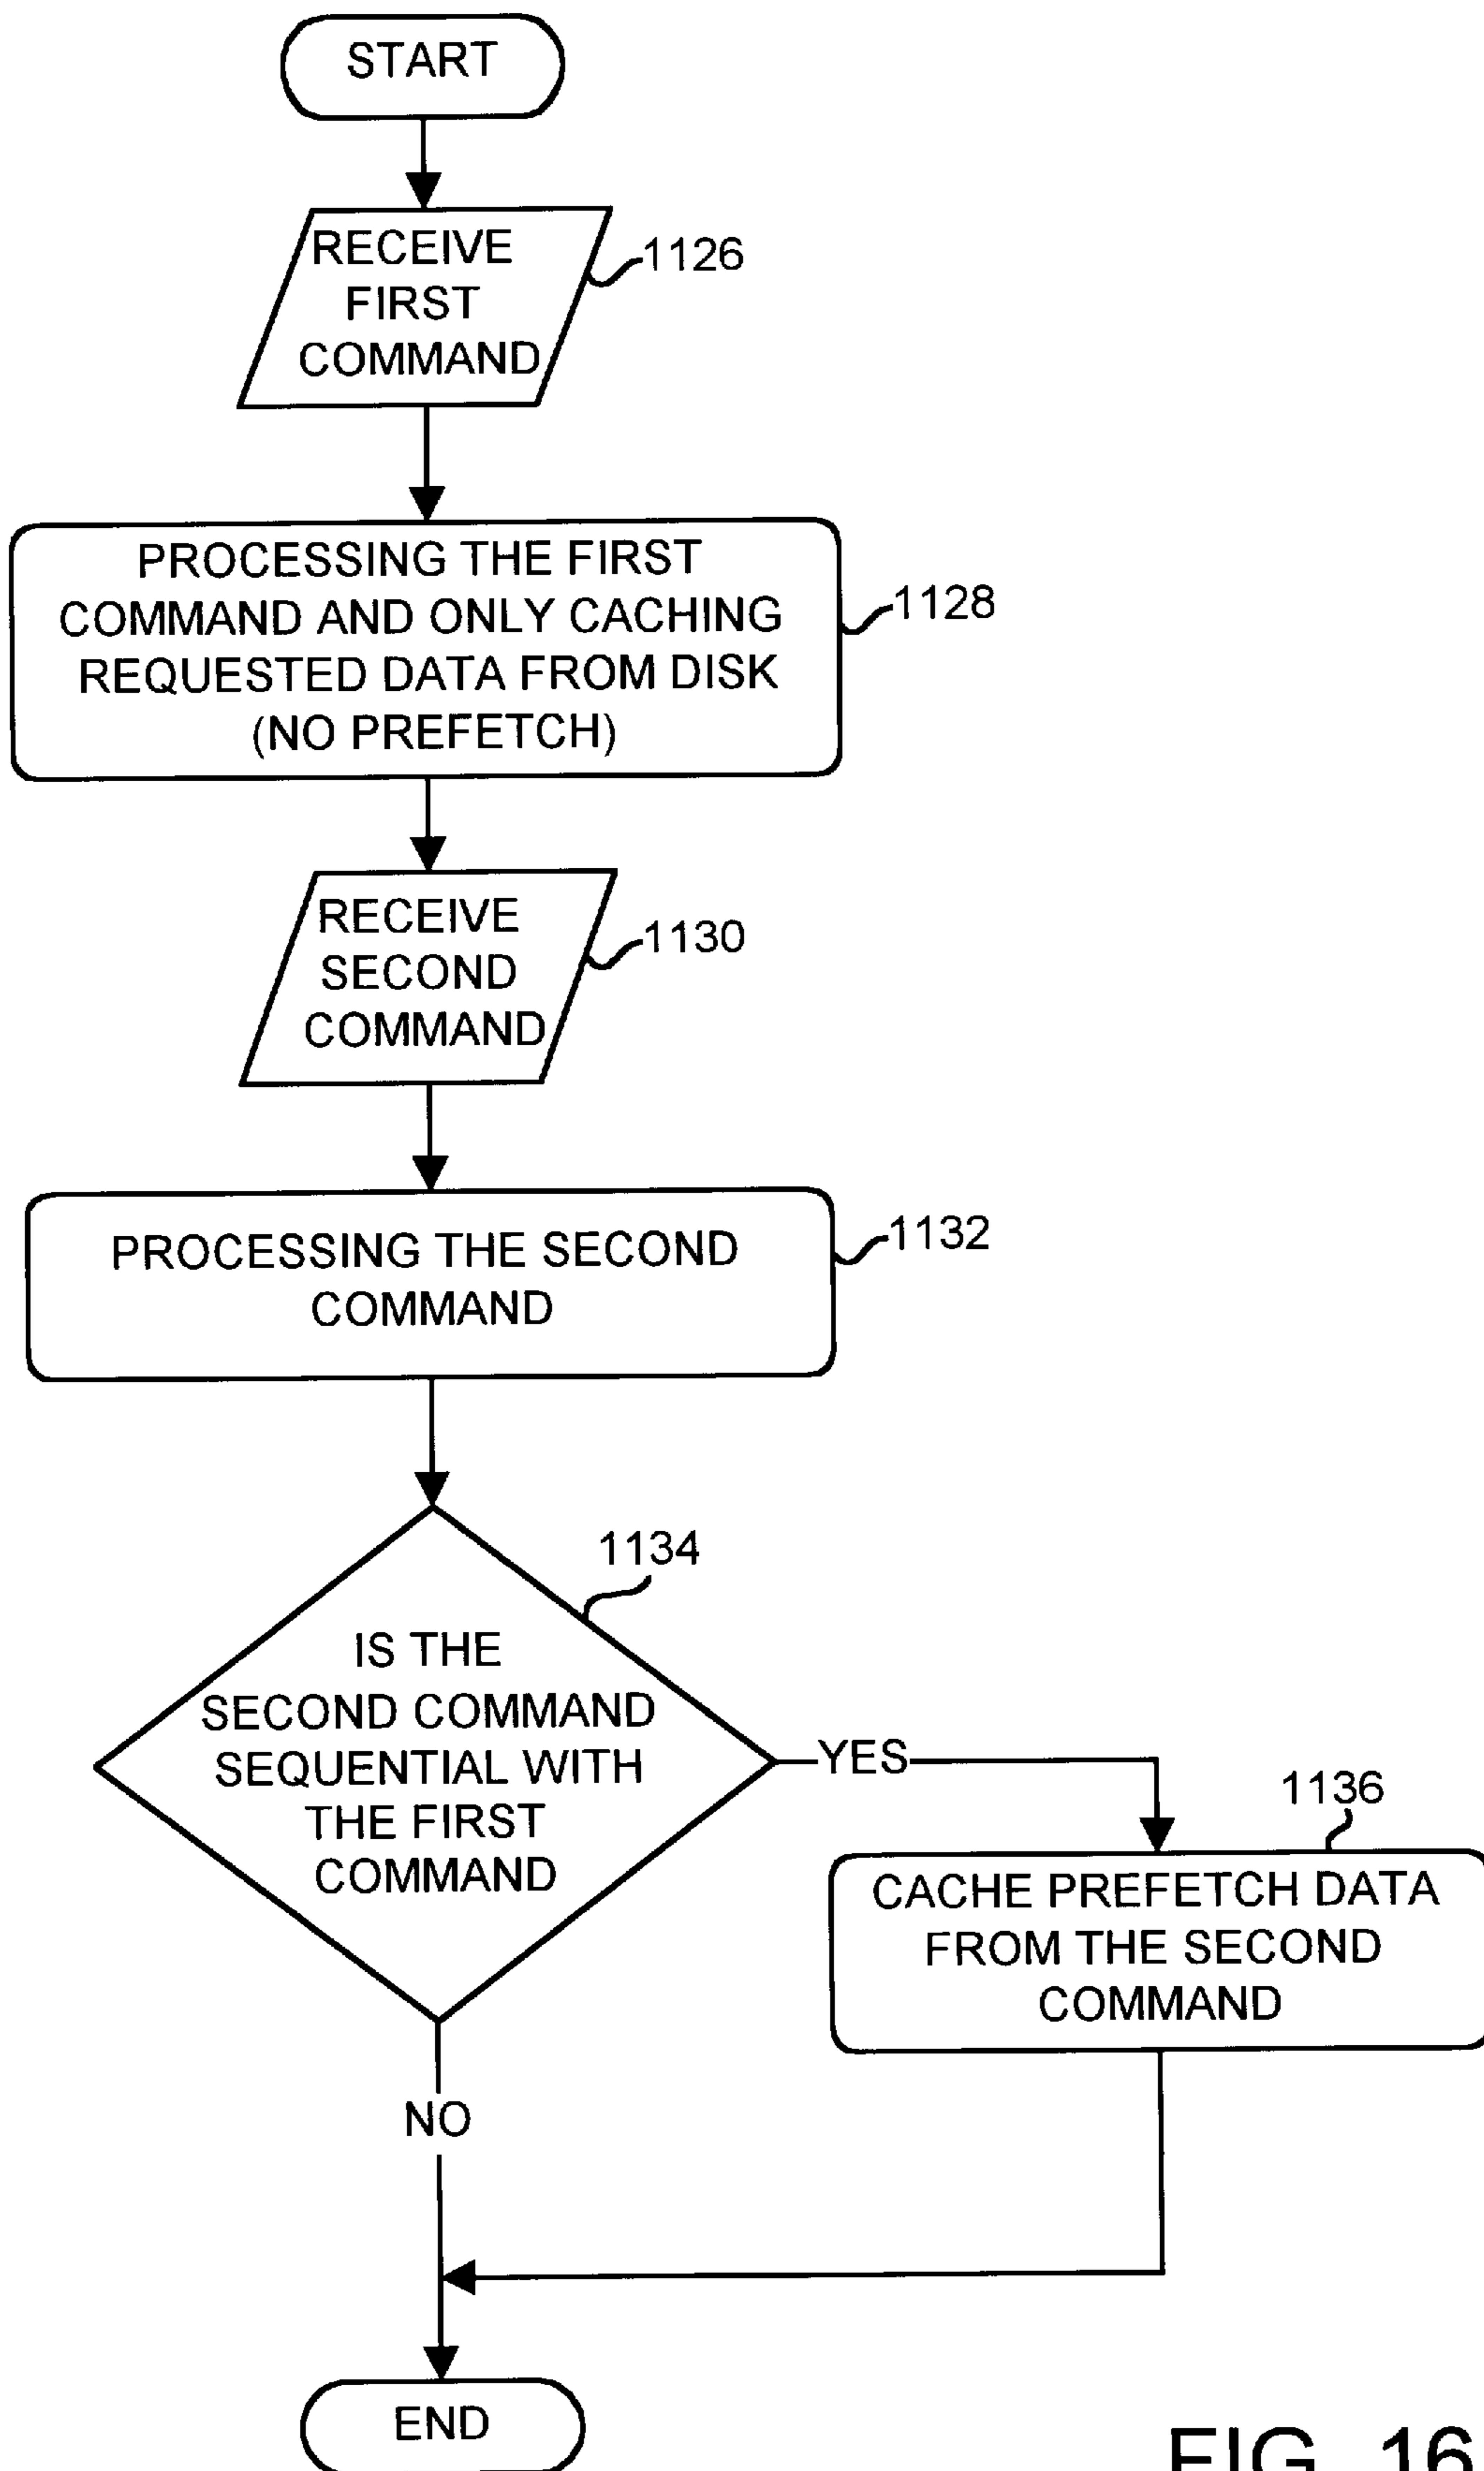 START
RECEIVE
FIRST
COMMAND
1126
PROCESSING THE FIRST
COMMAND AND ONLY CACHING
REQUESTED DATA FROM DISK
(NO PREFETCH)
1128
RECEIVE
SECOND
COMMAND
1130
PROCESSING THE SECOND
COMMAND
1132
1134
IS THE
SECOND COMMAND
SEQUENTIAL WITH
THE FIRST
COMMAND
YES
1136
CACHE PREFETCH DATA
FROM THE SECOND
COMMAND
NO
END
FIG. 16